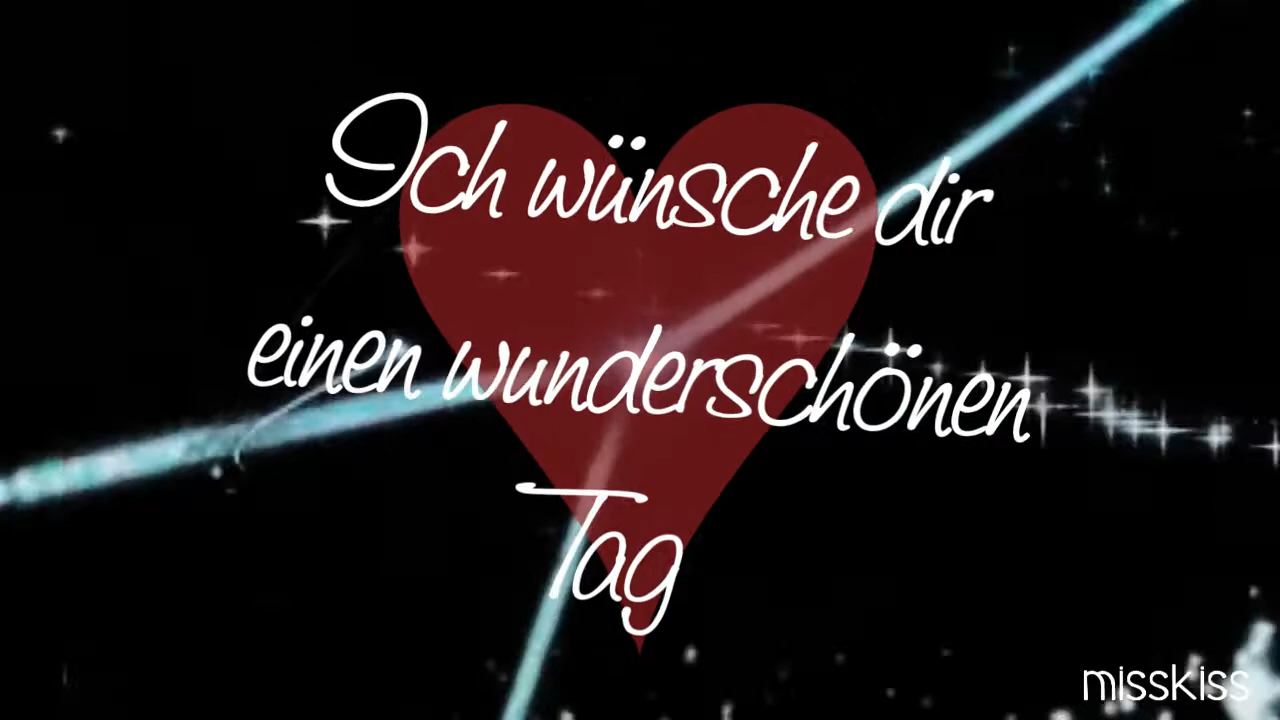 Ich wünsche dir
einen wunderschönen
Tag
misskiss